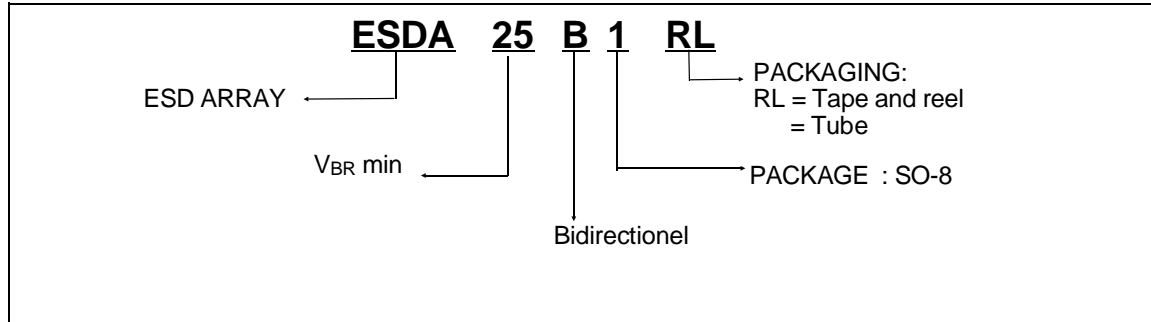 ESDA 25 B 1 RL
PACKAGING:
RL = Tape and reel
= Tube
ESD ARRAY
VBR min
PACKAGE : SO-8
Bidirectionel